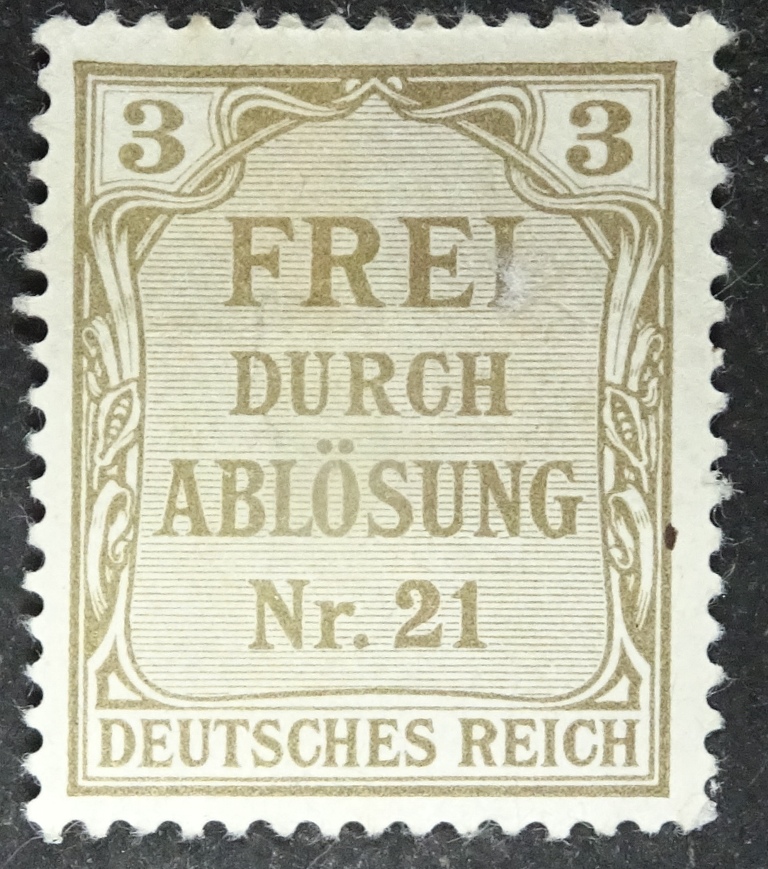 3 3
FREI
DURCH
ABLÖSUNG
Nr. 21
DEUTSCHES REICH